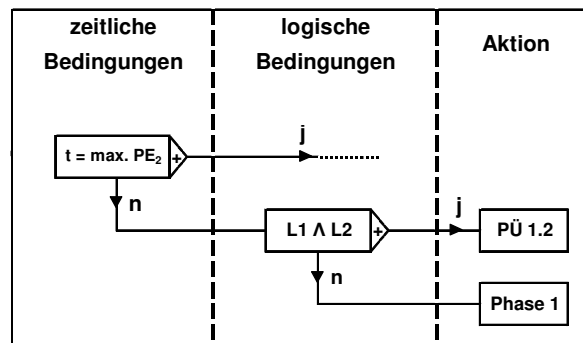 zeitliche
Bedingungen
logische
Bedingungen
Aktion
t = max. PE₂
+
j
n
L1 Λ L2
+
j
PÜ 1.2
n
Phase 1